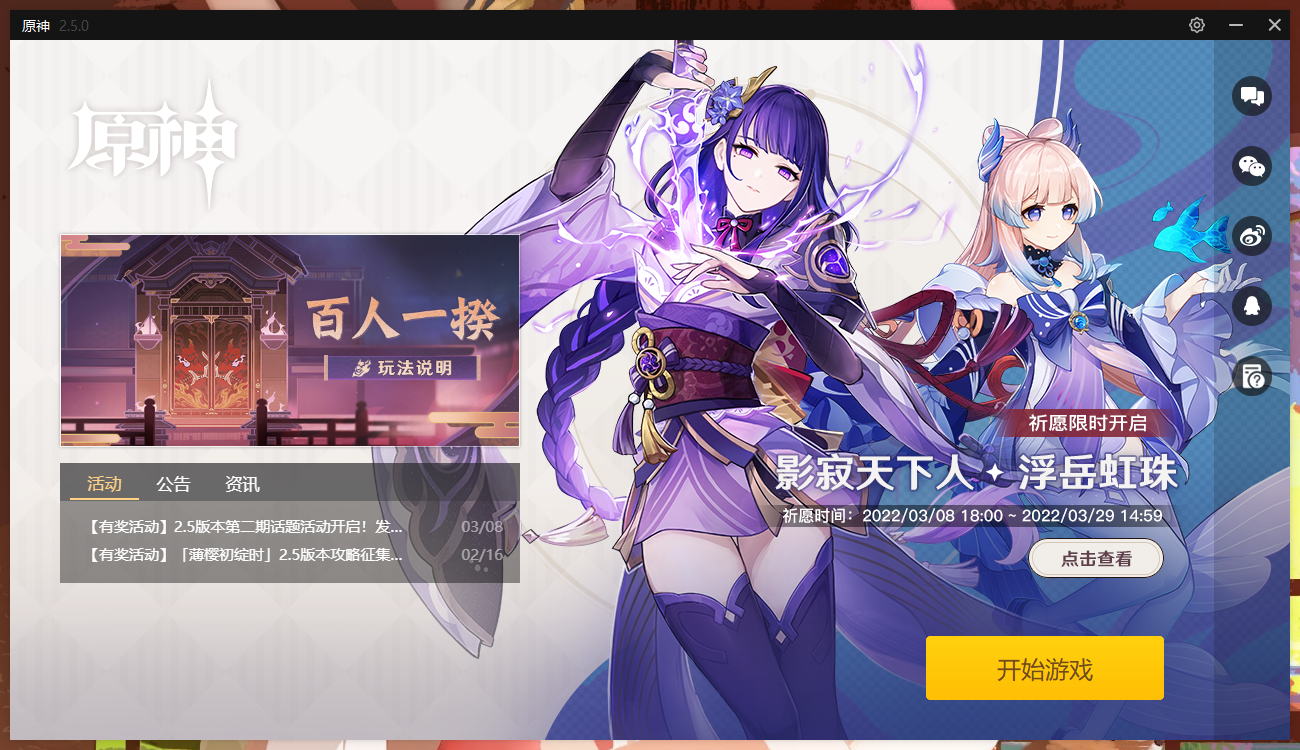 原神 2.5.0
原神
百人一揆
玩法说明
活动 公告 资讯
【有奖活动】2.5版本第二期话题活动开启！发... 03/08
【有奖活动】「薄樱初绽时」2.5版本攻略征集... 02/16
祈愿限时开启
影寂天下人✦浮岳虹珠
祈愿时间：2022/03/08 18:00 ~ 2022/03/29 14:59
点击查看
开始游戏